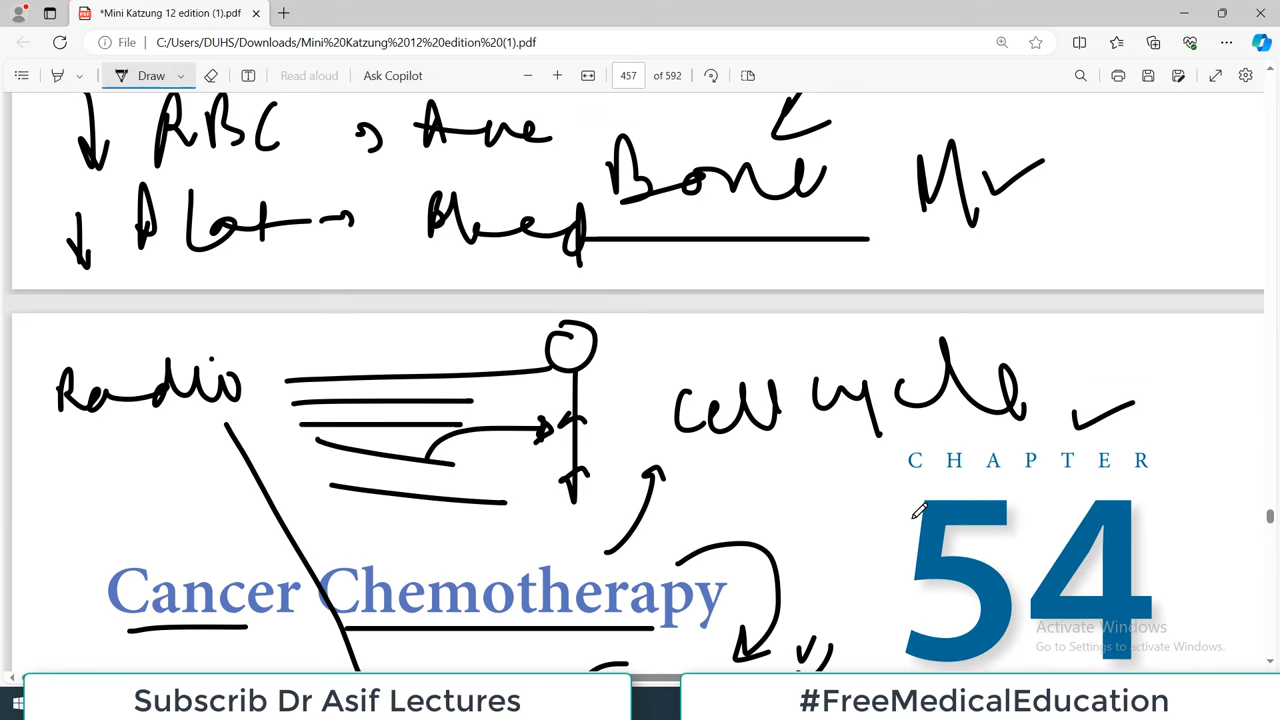 *Mini Katzung 12 edition (1).pdf
File C:/Users/DUHS/Downloads/Mini%20Katzung%2012%20edition%20(1).pdf
Draw Read aloud Ask Copilot 457 of 592
↓ RBC →
↓ Plat → Bleed Bone
Radio
Cell cycle ✓
CHAPTER
54
Cancer Chemotherapy
Activate Windows
Go to Settings to activate Windows.
Subscrib Dr Asif Lectures
#FreeMedicalEducation